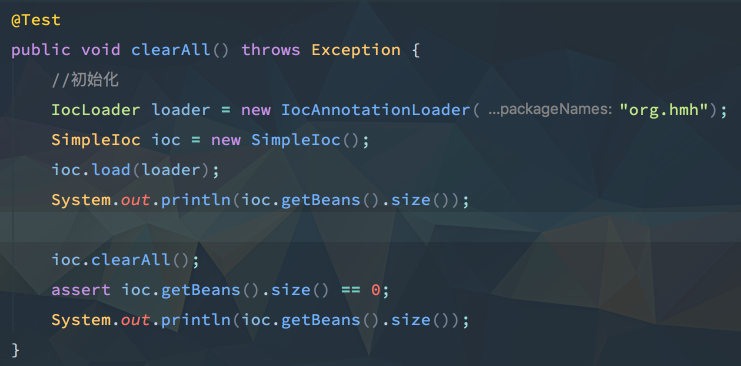 @Test
public void clearAll() throws Exception {
//初始化
IocLoader loader = new IocAnnotationLoader( ...packageNames: "org.hmh");
SimpleIoc ioc = new SimpleIoc();
ioc.load(loader);
System.out.println(ioc.getBeans().size());
ioc.clearAll();
assert ioc.getBeans().size() == 0;
System.out.println(ioc.getBeans().size());
}